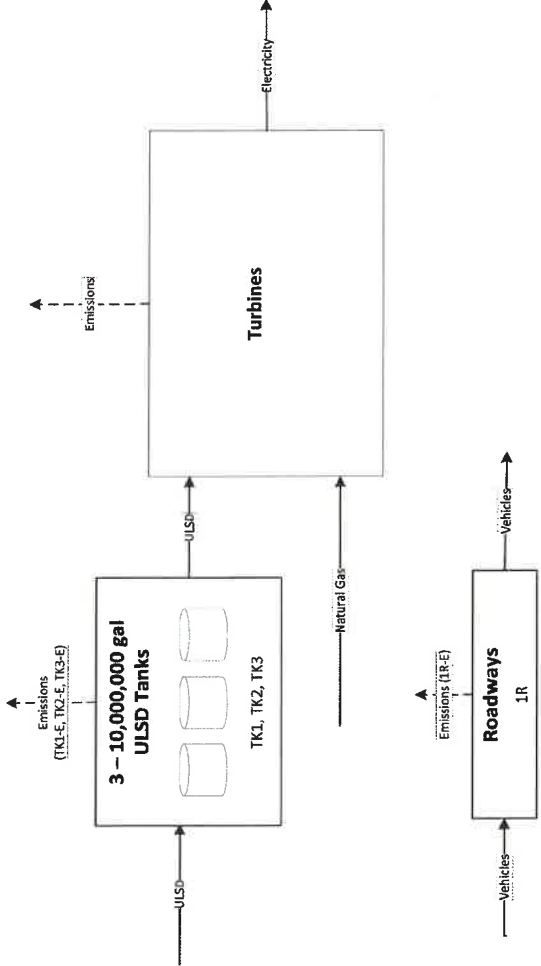 Emissions
(TK1-E, TK2-E, TK3-E)
3 – 10,000,000 gal
ULSD Tanks
TK1, TK2, TK3
ULSD
ULSD
Natural Gas
Emissions
Turbines
Electricity
Emissions (1R-E)
Roadways
1R
Vehicles
Vehicles